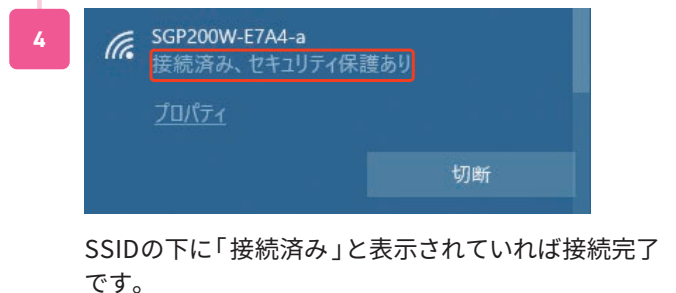 4
SGP200W-E7A4-a
接続済み、セキュリティ保護あり
プロパティ
切断
SSIDの下に「接続済み」と表示されていれば接続完了
です。